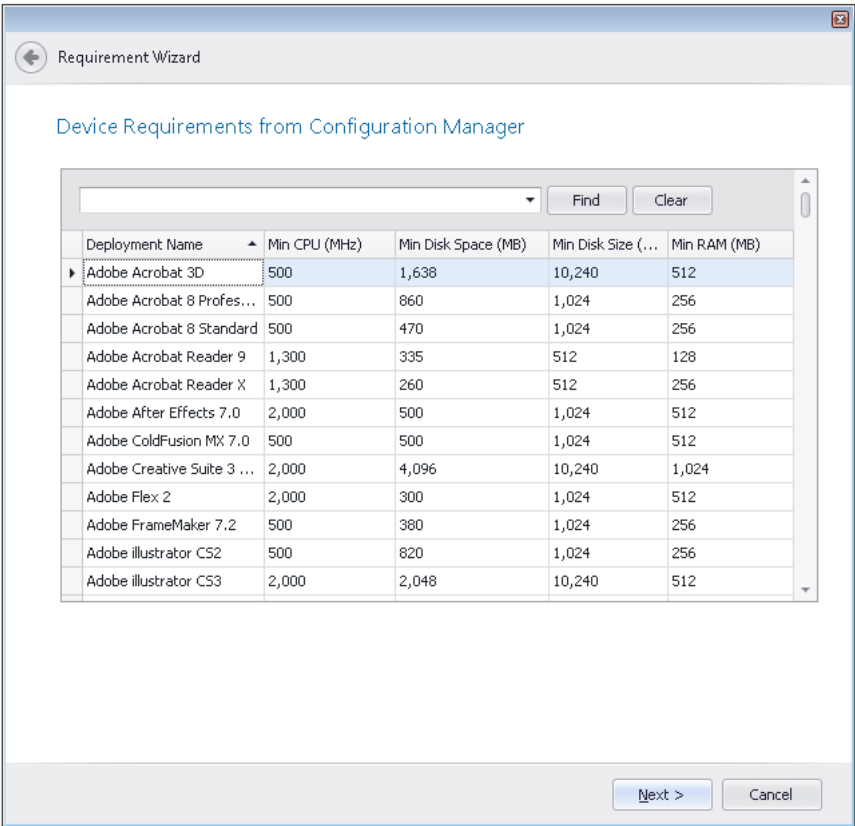 Requirement Wizard
Device Requirements from Configuration Manager
Find Clear
Deployment Name Min CPU (MHz) Min Disk Space (MB) Min Disk Size (... Min RAM (MB)
Adobe Acrobat 3D 500 1,638 10,240 512
Adobe Acrobat 8 Profes... 500 860 1,024 256
Adobe Acrobat 8 Standard 500 470 1,024 256
Adobe Acrobat Reader 9 1,300 335 512 128
Adobe Acrobat Reader X 1,300 260 512 256
Adobe After Effects 7.0 2,000 500 1,024 512
Adobe ColdFusion MX 7.0 500 500 1,024 512
Adobe Creative Suite 3 ... 2,000 4,096 10,240 1,024
Adobe Flex 2 2,000 300 1,024 512
Adobe FrameMaker 7.2 500 380 1,024 256
Adobe illustrator CS2 500 820 1,024 256
Adobe illustrator CS3 2,000 2,048 10,240 512
Next > Cancel